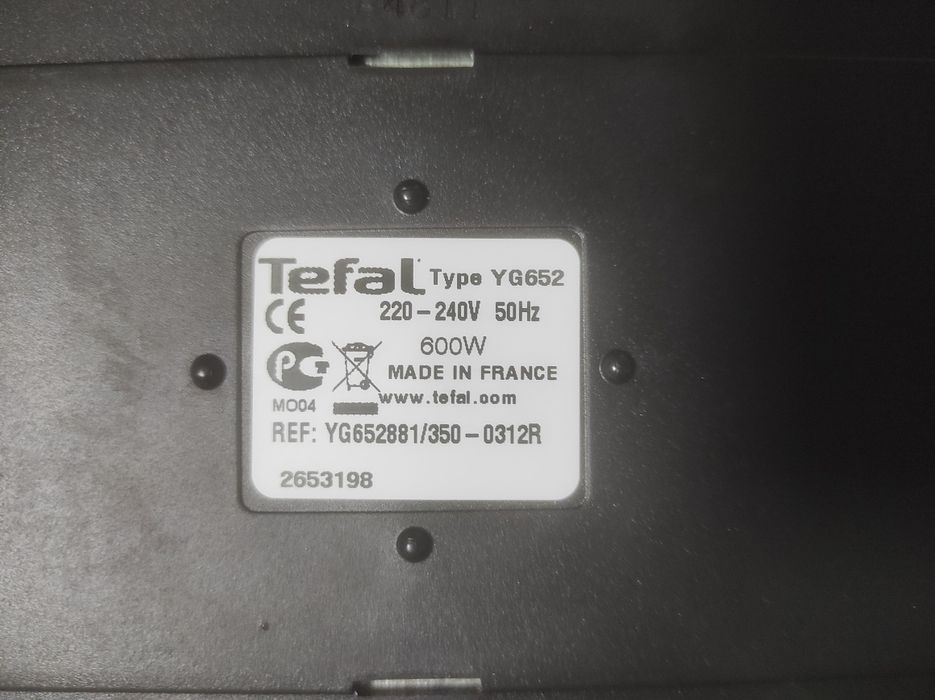 Tefal Type YG652
CE 220-240V 50Hz
600W
PG MADE IN FRANCE
MO04 www.tefal.com
REF: YG652881/350-0312R
2653198